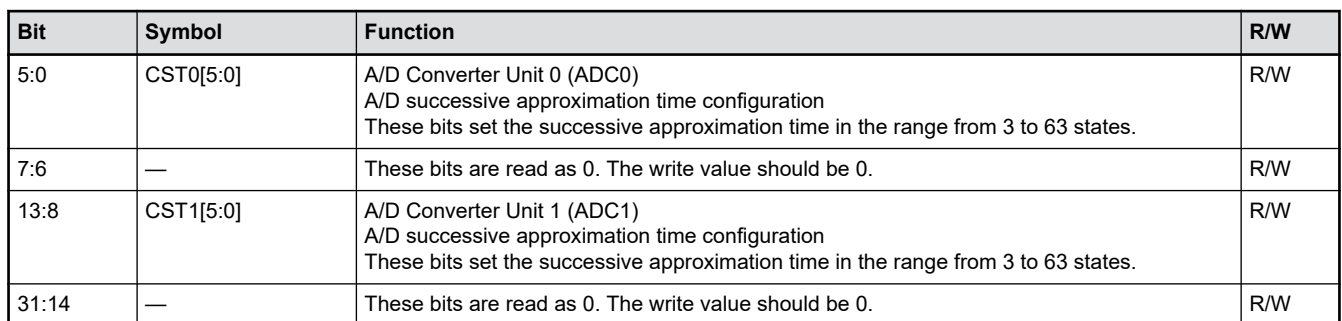 Bit Symbol Function R/W
5:0 CST0[5:0] A/D Converter Unit 0 (ADC0) R/W
A/D successive approximation time configuration
These bits set the successive approximation time in the range from 3 to 63 states.
7:6 — These bits are read as 0. The write value should be 0. R/W
13:8 CST1[5:0] A/D Converter Unit 1 (ADC1) R/W
A/D successive approximation time configuration
These bits set the successive approximation time in the range from 3 to 63 states.
31:14 — These bits are read as 0. The write value should be 0. R/W